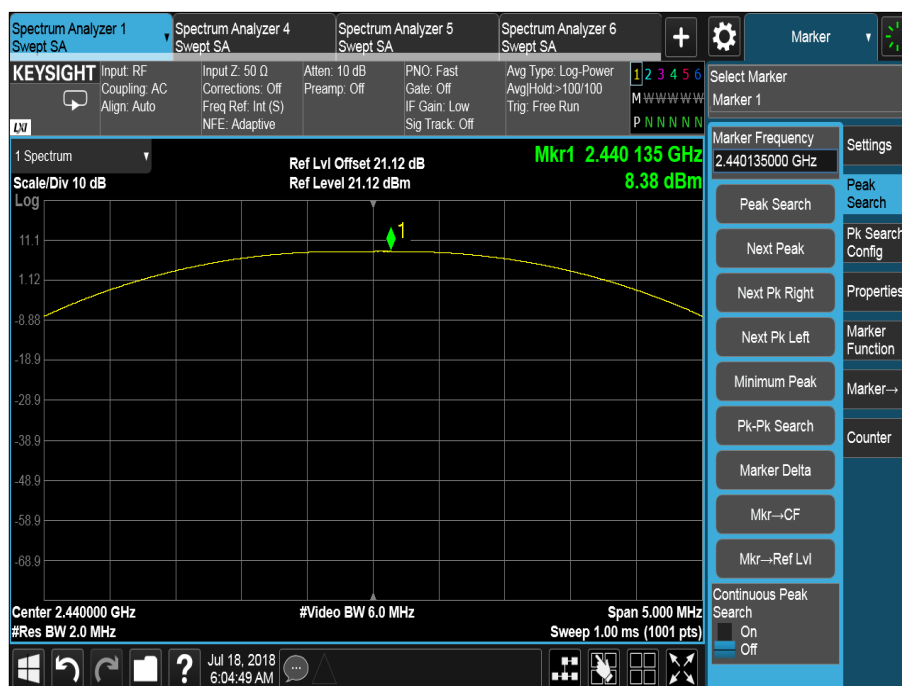 Spectrum Analyzer 1
Swept SA
Spectrum Analyzer 4
Swept SA
Spectrum Analyzer 5
Swept SA
Spectrum Analyzer 6
Swept SA
+
Marker
KEYSIGHT
LXI
Input: RF
Coupling: AC
Align: Auto
Input Z: 50 Ω
Corrections: Off
Freq Ref: Int (S)
NFE: Adaptive
Atten: 10 dB
Preamp: Off
PNO: Fast
Gate: Off
IF Gain: Low
Sig Track: Off
Avg Type: Log-Power
Avg|Hold:>100/100
Trig: Free Run
1 2 3 4 5 6
M W W W W W
P N N N N N
Select Marker
Marker 1
1 Spectrum
Scale/Div 10 dB
Log
Ref Lvl Offset 21.12 dB
Ref Level 21.12 dBm
Mkr1 2.440 135 GHz
8.38 dBm
1
11.1
1.12
-8.88
-18.9
-28.9
-38.9
-48.9
-58.9
-68.9
Center 2.440000 GHz
#Res BW 2.0 MHz
#Video BW 6.0 MHz
Span 5.000 MHz
Sweep 1.00 ms (1001 pts)
Marker Frequency
2.440135000 GHz
Peak Search
Next Peak
Next Pk Right
Next Pk Left
Minimum Peak
Pk-Pk Search
Marker Delta
Mkr→CF
Mkr→Ref Lvl
Continuous Peak
Search
On
Off
Settings
Peak
Search
Pk Search
Config
Properties
Marker
Function
Marker→
Counter
?
Jul 18, 2018
6:04:49 AM